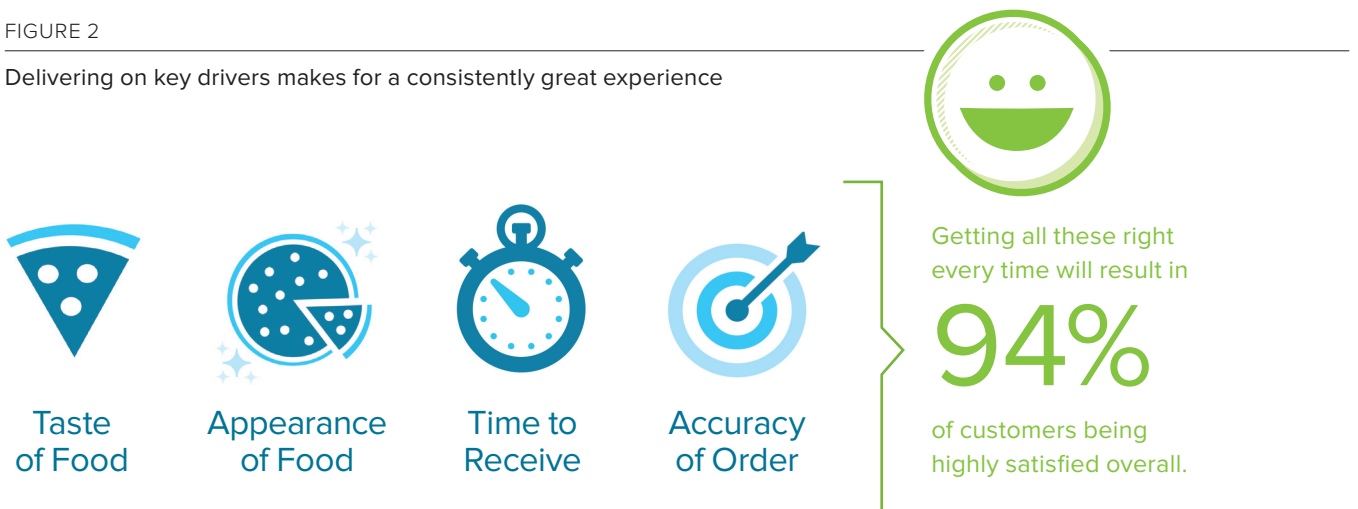 FIGURE 2
Delivering on key drivers makes for a consistently great experience
Taste
of Food
Appearance
of Food
Time to
Receive
Accuracy
of Order
Getting all these right
every time will result in
94%
of customers being
highly satisfied overall.